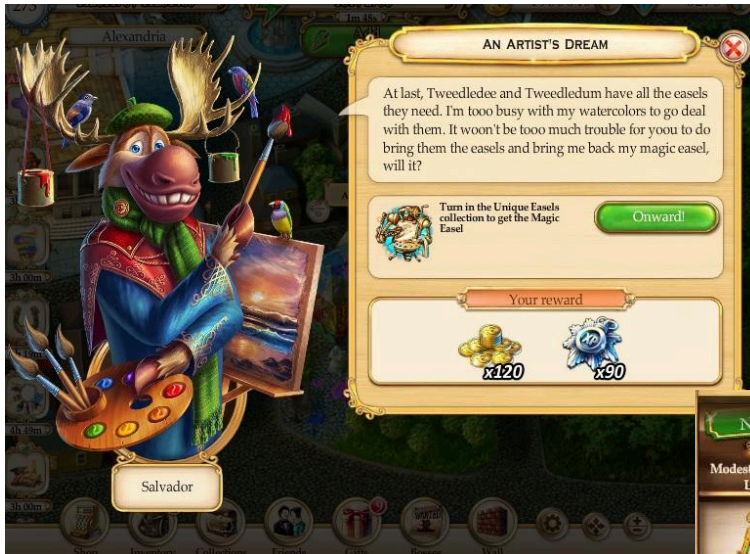 1m 45s
Alexandria
AN ARTIST'S DREAM
At last, Tweedledee and Tweedledum have all the easels
they need. I'm tooo busy with my watercolors to go deal
with them. It woon't be tooo much trouble for yoou to do
bring them the easels and bring me back my magic easel,
will it?
Turn in the Unique Easels
collection to get the Magic
Easel
Onward!
Your reward
XP
x120
x90
3h 00m
4h 49m
3h 00m
Salvador
Modest
Shop
Inventory
Collections
Friends
Gifts
Bosses
Wall
WANTED